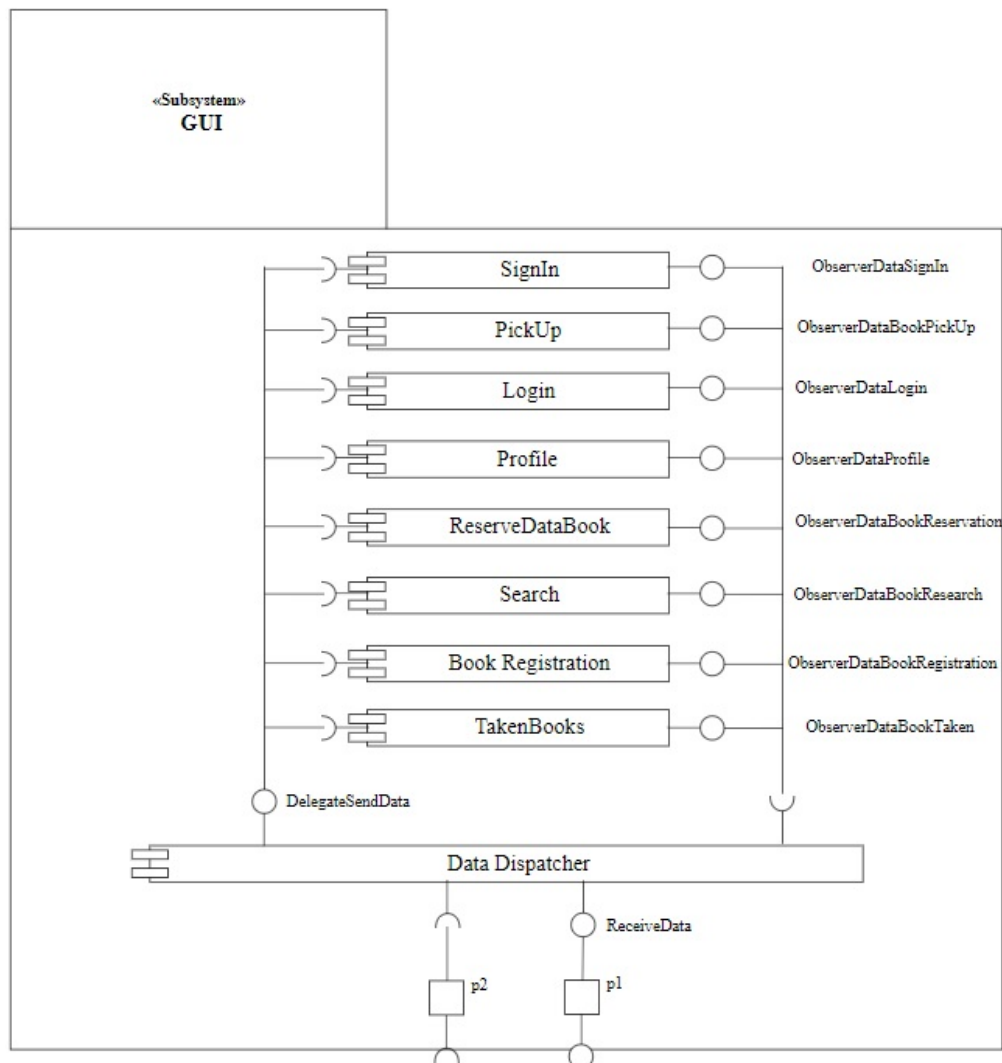 «Subsystem»
GUI
SignIn
ObserverDataSignIn
PickUp
ObserverDataBookPickUp
Login
ObserverDataLogin
Profile
ObserverDataProfile
ReserveDataBook
ObserverDataBookReservation
Search
ObserverDataBookResearch
Book Registration
ObserverDataBookRegistration
TakenBooks
ObserverDataBookTaken
DelegateSendData
Data Dispatcher
ReceiveData
p2
p1